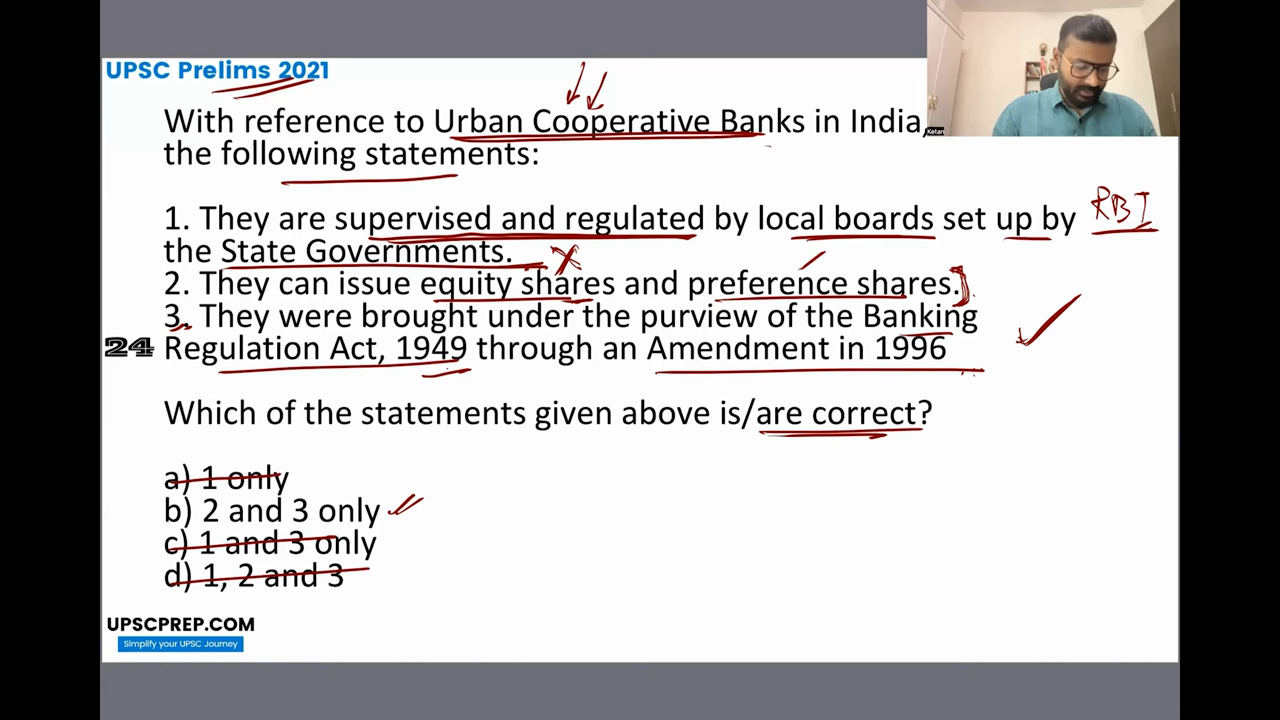 UPSC Prelims 2021
With reference to Urban Cooperative Banks in India,
the following statements:
1. They are supervised and regulated by local boards set up by RBI
the State Governments.
2. They can issue equity shares and preference shares.
3. They were brought under the purview of the Banking
24 Regulation Act, 1949 through an Amendment in 1996
Which of the statements given above is/are correct?
a) 1 only
b) 2 and 3 only
c) 1 and 3 only
d) 1, 2 and 3
UPSCPREP.COM
Simplify your UPSC Journey
Ketan